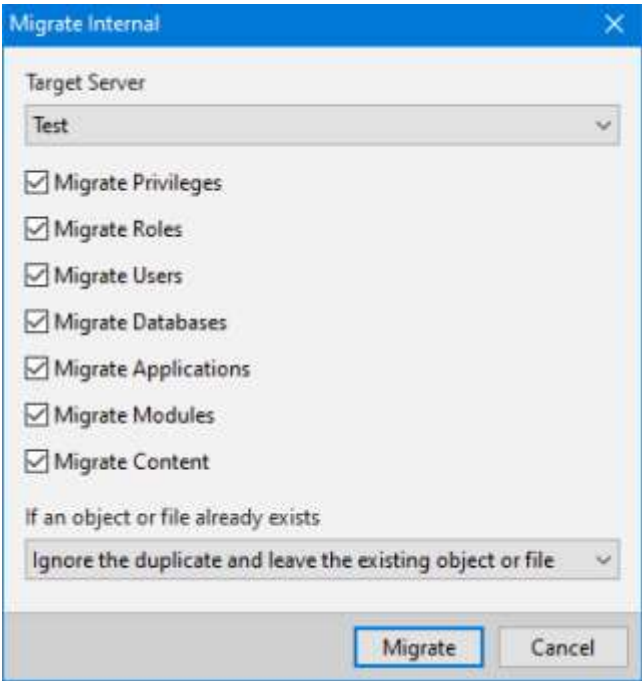 Migrate Internal
Target Server
Test
Migrate Privileges
Migrate Roles
Migrate Users
Migrate Databases
Migrate Applications
Migrate Modules
Migrate Content
If an object or file already exists
Ignore the duplicate and leave the existing object or file
Migrate Cancel